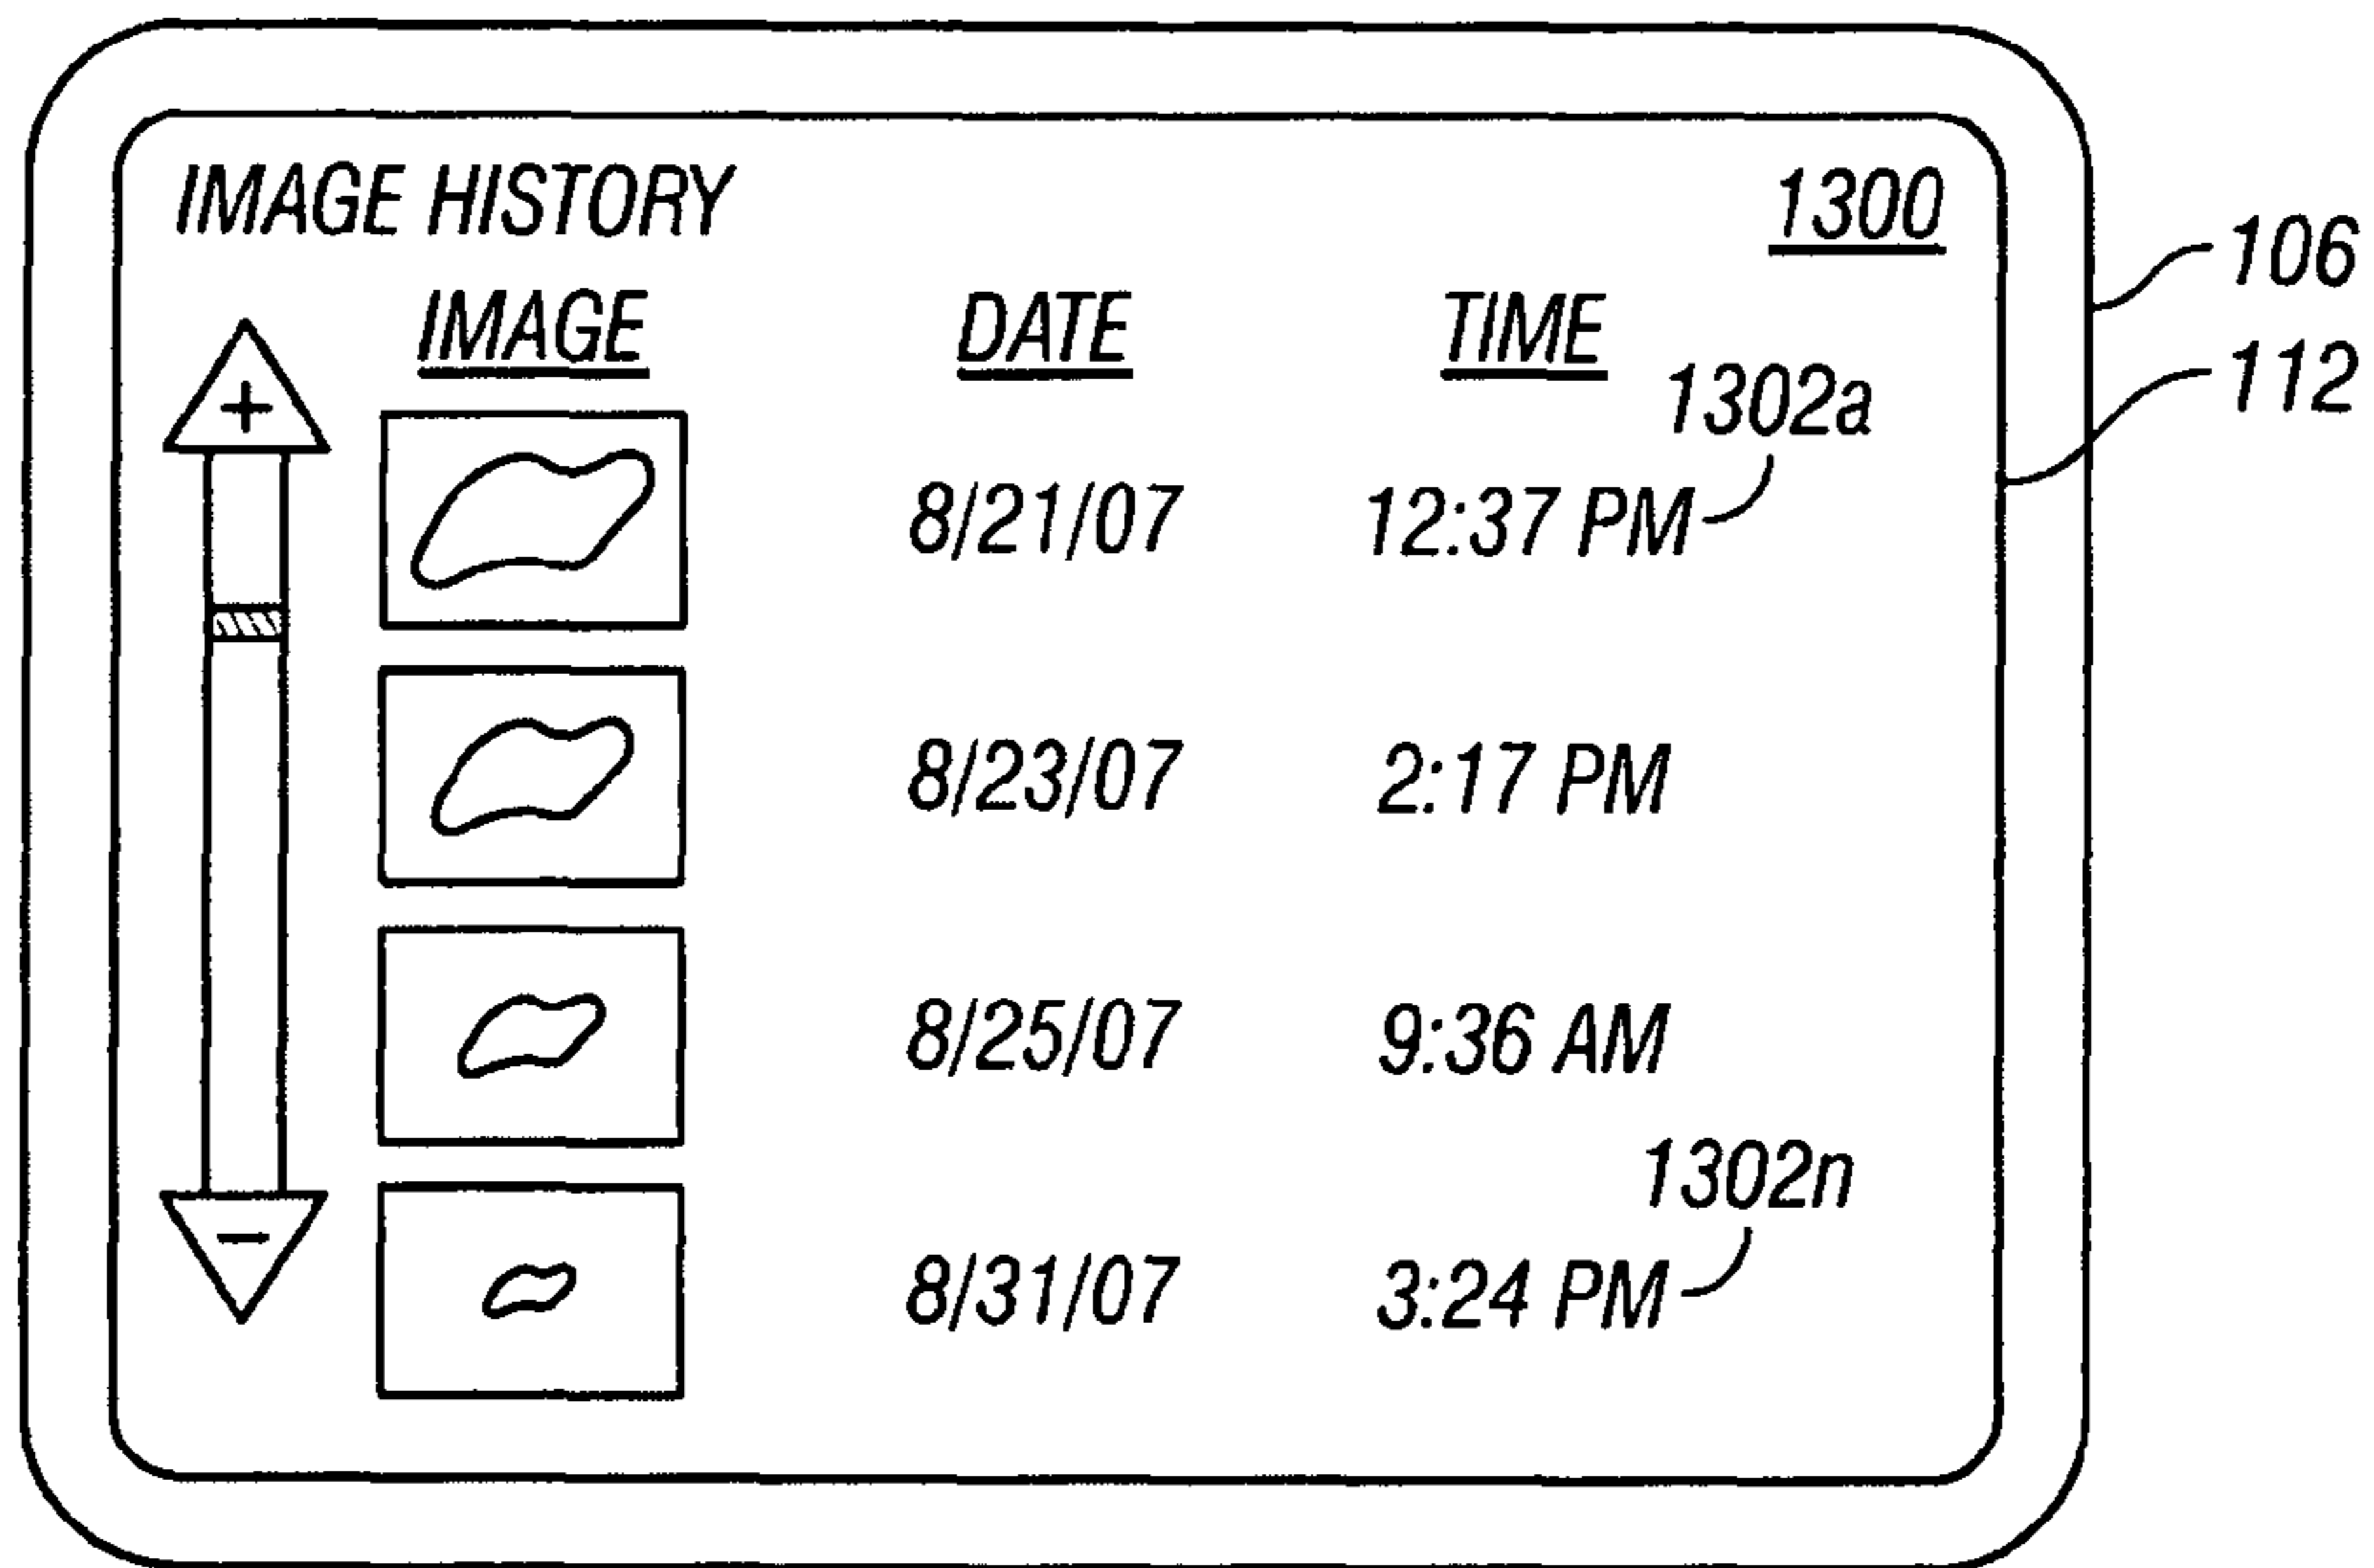 IMAGE HISTORY 1300
106
IMAGE DATE TIME
112
1302a
+
8/21/07 12:37 PM
8/23/07 2:17 PM
8/25/07 9:36 AM
1302n
−
8/31/07 3:24 PM